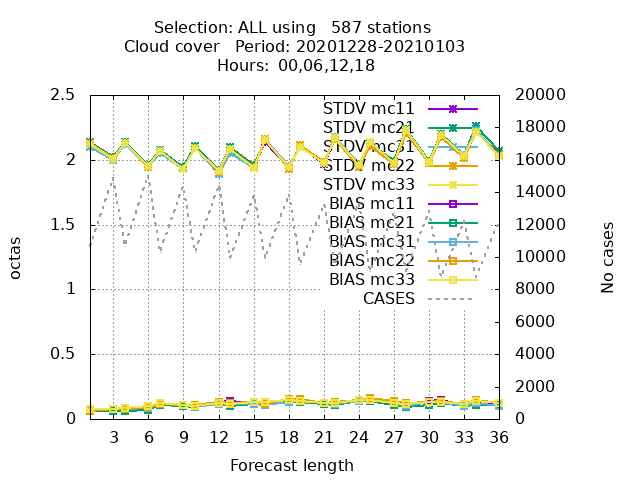 Selection: ALL using   587 stations
Cloud cover   Period: 20201228-20210103
Hours:  00,06,12,18
2.5
2
1.5
1
0.5
0
octas
20000
18000
16000
14000
12000
10000
8000
6000
4000
2000
0
No cases
STDV mc11
STDV mc21
STDV mc31
STDV mc22
STDV mc33
BIAS mc11
BIAS mc21
BIAS mc31
BIAS mc22
BIAS mc33
CASES
3 6 9 12 15 18 21 24 27 30 33 36
Forecast length